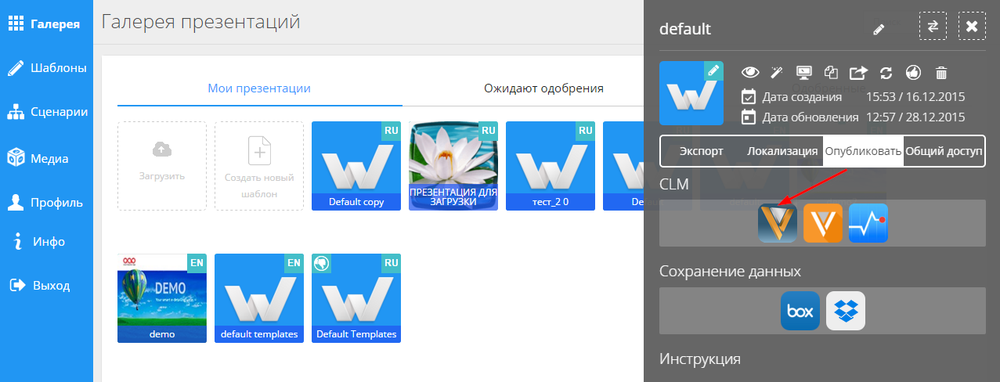 Галерея
Шаблоны
Сценарии
Медиа
Профиль
Инфо
Выход
Галерея презентаций
Мои презентации
Ожидают одобрения
Загрузить
Создать новый
шаблон
RU
Default copy
RU
ПРЕЗЕНТАЦИЯ ДЛЯ
ЗАГРУЗКИ
RU
тест_2 0
Default
EN
DEMO
demo
EN
default templates
RU
Default Templates
default
Дата создания 15:53 / 16.12.2015
Дата обновления 12:57 / 28.12.2015
Экспорт
Локализация
Опубликовать
Общий доступ
CLM
Сохранение данных
box
Инструкция